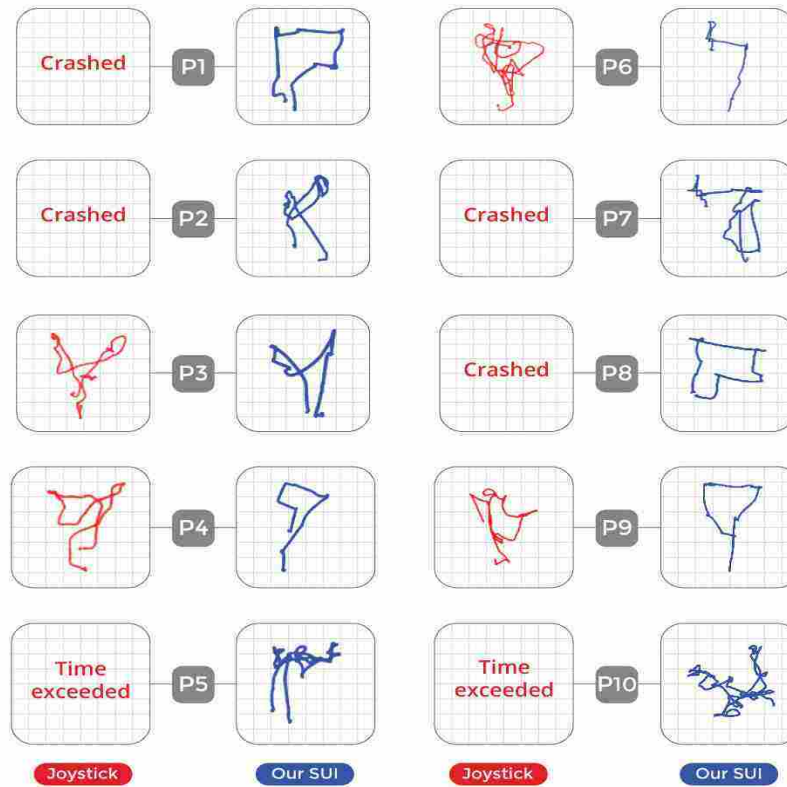 Crashed P1 P6
Crashed P2 Crashed P7
P3 Crashed P8
P4 P9
Time
exceeded
P5 Time
exceeded
P10
Joystick Our SUI Joystick Our SUI